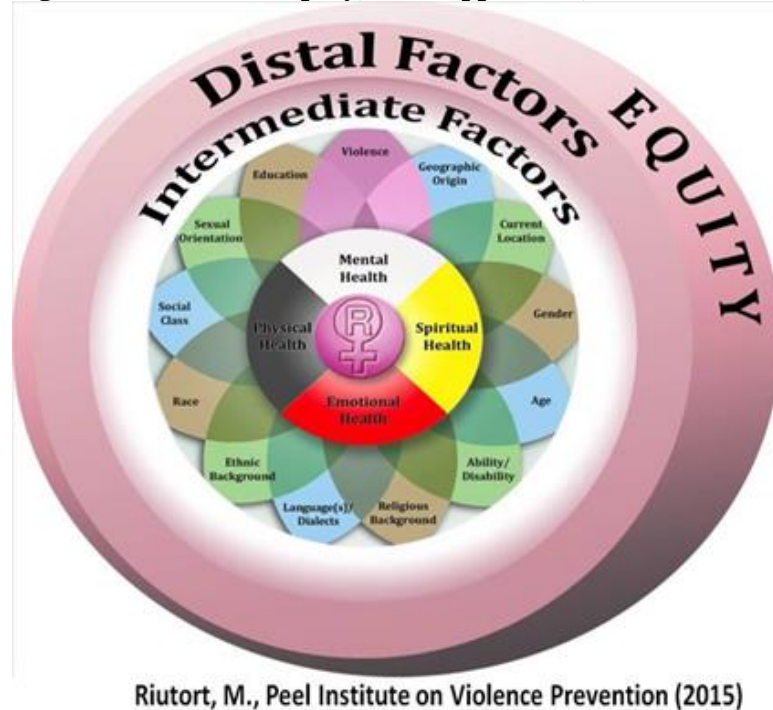 Distal Factors
EQUITY
Intermediate Factors
Violence
Geographic
Origin
Current
Location
Gender
Age
Ability/
Disability
Religious
Background
Language(s)/
Dialects
Ethnic
Background
Race
Social
Class
Sexual
Orientation
Education
Mental
Health
Spiritual
Health
Emotional
Health
Physical
Health
R
Riutort, M., Peel Institute on Violence Prevention (2015)